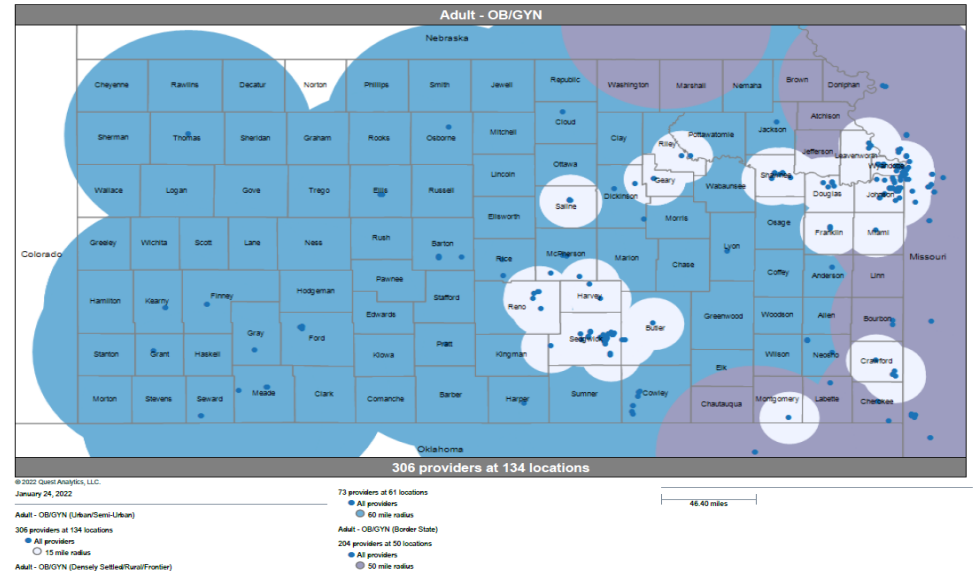 Adult - OB/GYN
Nebraska
Cheyenne Rawlins Decatur Norton Phillips Smith Jewell Republic Washington Marshall Nemaha Brown Doniphan
Atchison
Sherman Thomas Sheridan Graham Rooks Osborne Mitchell Cloud Clay Riley Pottawatomie Jackson Jefferson Leavenworth
Ottawa Wyandotte
Wallace Logan Gove Trego Ellis Russell Lincoln Saline Dickinson Geary Wabaunsee Shawnee Douglas Johnson
Ellsworth Morris Osage Franklin Miami
Colorado Greeley Wichita Scott Lane Ness Rush Barton Rice McPherson Marion Chase Lyon Missouri
Pawnee Coffey Anderson Linn
Hamilton Kearny Finney Hodgeman Stafford Reno Harvey
Gray Ford Edwards Butler Greenwood Woodson Allen Bourbon
Stanton Grant Haskell Kiowa Pratt Kingman Sedgwick Wilson Neosho Crawford
Elk
Morton Stevens Seward Meade Clark Comanche Barber Harper Sumner Cowley Chautauqua Montgomery Labette Cherokee
Oklahoma
306 providers at 134 locations
© 2022 Quest Analytics, LLC.
January 24, 2022
Adult - OB/GYN (Urban/Semi-Urban)
306 providers at 134 locations
All providers
15 mile radius
Adult - OB/GYN (Densely Settled/Rural/Frontier)
73 providers at 61 locations
All providers
60 mile radius
Adult - OB/GYN (Border State)
204 providers at 50 locations
All providers
50 mile radius
46.40 miles